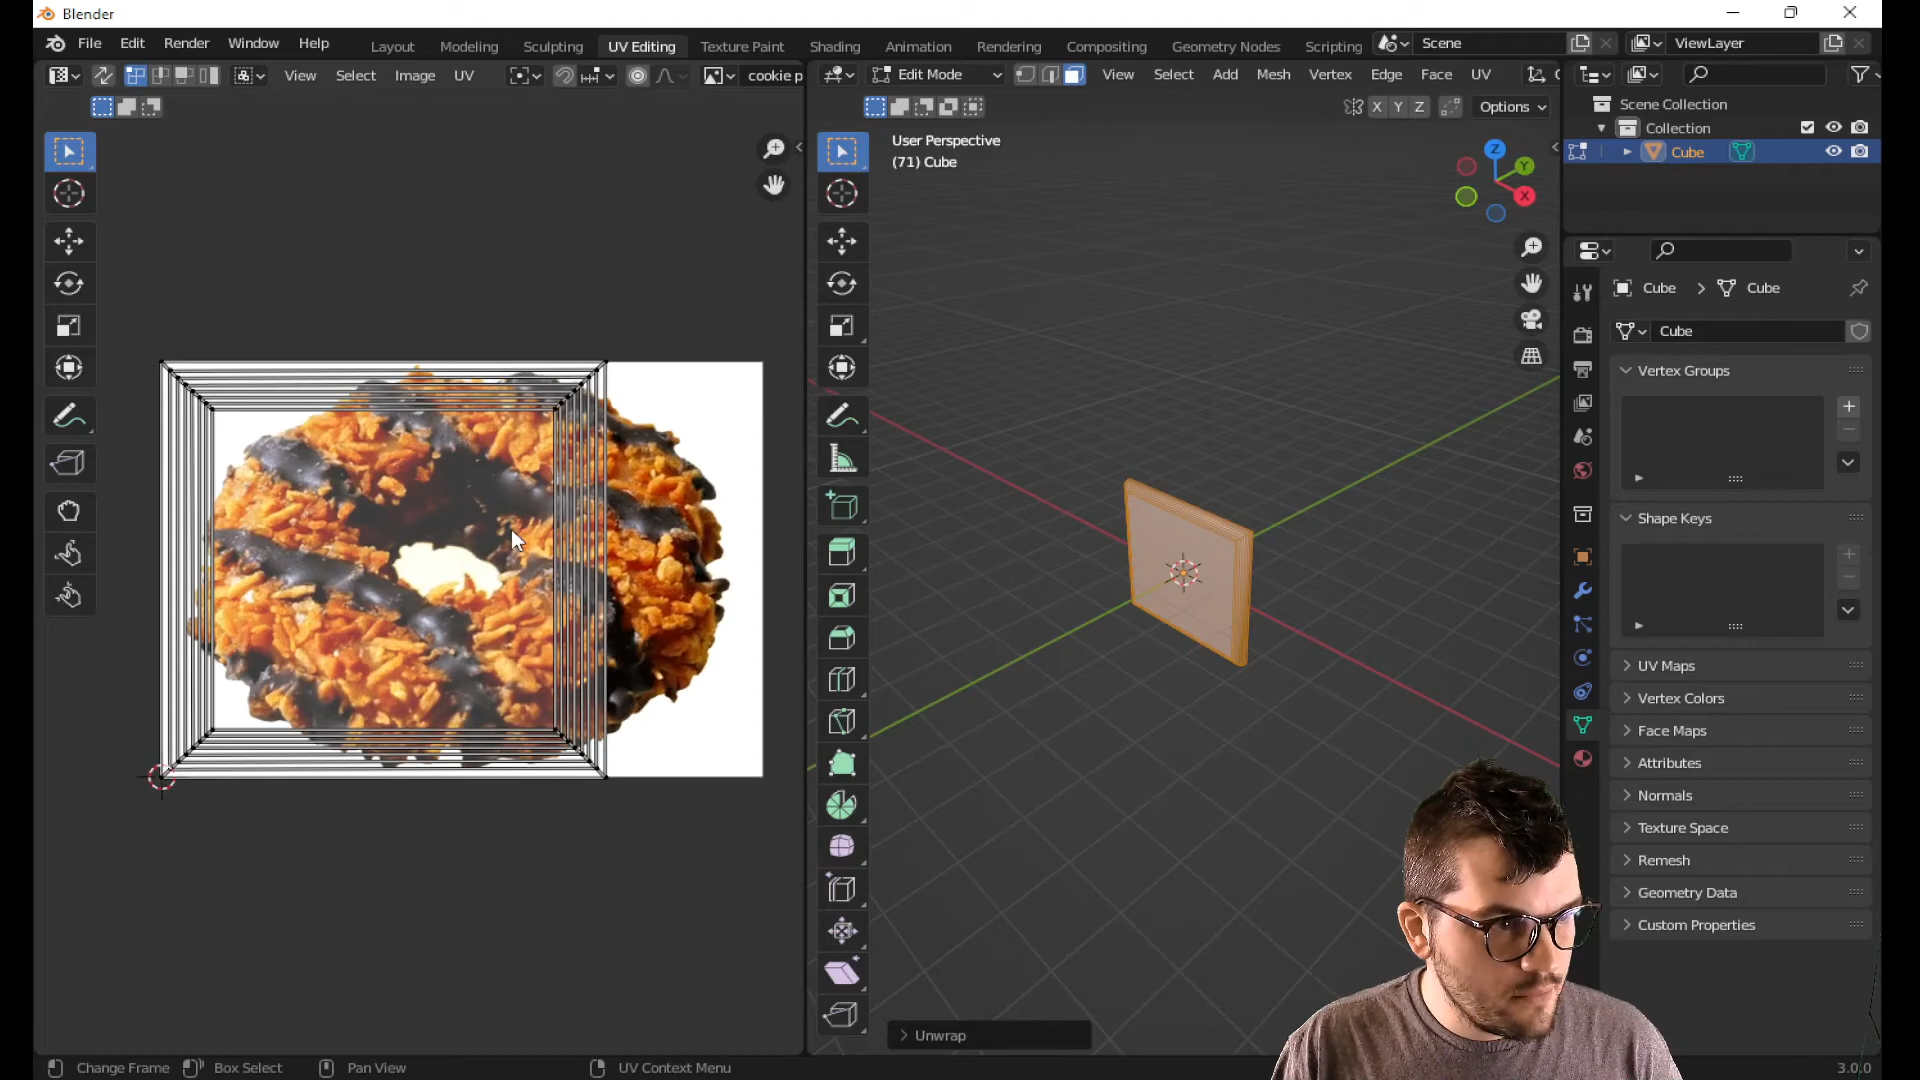 Blender
File Edit Render Window Help
Layout Modeling Sculpting UV Editing Texture Paint Shading Animation Rendering Compositing Geometry Nodes Scripting
Scene
ViewLayer
View Select Image UV
cookie p
Edit Mode
View Select Add Mesh Vertex Edge Face UV
X Y Z
Options
User Perspective
(71) Cube
Z
Y
X
Scene Collection
Collection
Cube
Cube > Cube
Cube
Vertex Groups
Shape Keys
UV Maps
Vertex Colors
Face Maps
Attributes
Normals
Texture Space
Remesh
Geometry Data
Custom Properties
Unwrap
Change Frame Box Select Pan View UV Context Menu
3.0.0